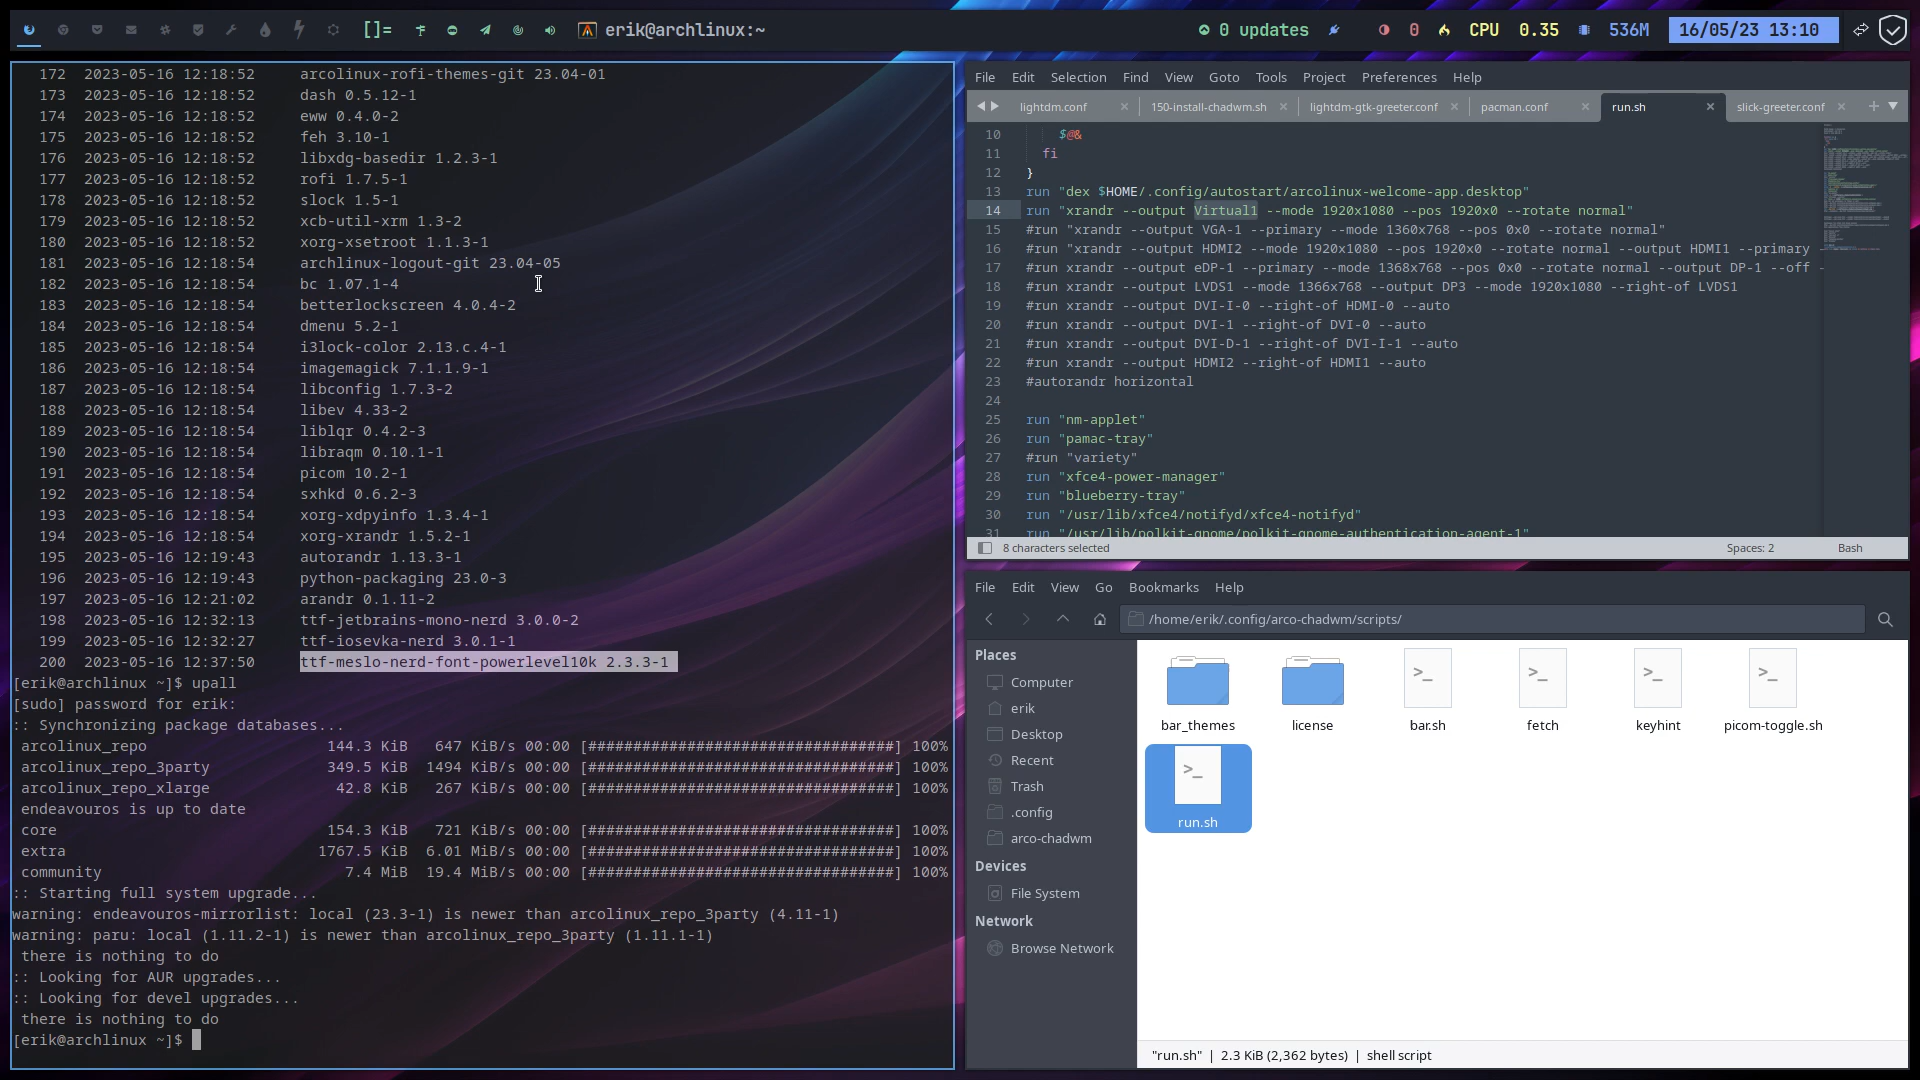 []=
erik@archlinux:~
0 updates
0
CPU 0.35
536M
16/05/23 13:10
172 2023-05-16 12:18:52 arcolinux-rofi-themes-git 23.04-01
173 2023-05-16 12:18:52 dash 0.5.12-1
174 2023-05-16 12:18:52 eww 0.4.0-2
175 2023-05-16 12:18:52 feh 3.10-1
176 2023-05-16 12:18:52 libxdg-basedir 1.2.3-1
177 2023-05-16 12:18:52 rofi 1.7.5-1
178 2023-05-16 12:18:52 slock 1.5-1
179 2023-05-16 12:18:52 xcb-util-xrm 1.3-2
180 2023-05-16 12:18:52 xorg-xsetroot 1.1.3-1
181 2023-05-16 12:18:54 archlinux-logout-git 23.04-05
182 2023-05-16 12:18:54 bc 1.07.1-4
183 2023-05-16 12:18:54 betterlockscreen 4.0.4-2
184 2023-05-16 12:18:54 dmenu 5.2-1
185 2023-05-16 12:18:54 i3lock-color 2.13.c.4-1
186 2023-05-16 12:18:54 imagemagick 7.1.1.9-1
187 2023-05-16 12:18:54 libconfig 1.7.3-2
188 2023-05-16 12:18:54 libev 4.33-2
189 2023-05-16 12:18:54 liblqr 0.4.2-3
190 2023-05-16 12:18:54 libraqm 0.10.1-1
191 2023-05-16 12:18:54 picom 10.2-1
192 2023-05-16 12:18:54 sxhkd 0.6.2-3
193 2023-05-16 12:18:54 xorg-xdpyinfo 1.3.4-1
194 2023-05-16 12:18:54 xorg-xrandr 1.5.2-1
195 2023-05-16 12:19:43 autorandr 1.13.3-1
196 2023-05-16 12:19:43 python-packaging 23.0-3
197 2023-05-16 12:21:02 arandr 0.1.11-2
198 2023-05-16 12:32:13 ttf-jetbrains-mono-nerd 3.0.0-2
199 2023-05-16 12:32:27 ttf-iosevka-nerd 3.0.1-1
200 2023-05-16 12:37:50 ttf-meslo-nerd-font-powerlevel10k 2.3.3-1
[erik@archlinux ~]$ upall
[sudo] password for erik:
:: Synchronizing package databases...
arcolinux_repo 144.3 KiB 647 KiB/s 00:00 [##################################] 100%
arcolinux_repo_3party 349.5 KiB 1494 KiB/s 00:00 [##################################] 100%
arcolinux_repo_xlarge 42.8 KiB 267 KiB/s 00:00 [##################################] 100%
endeavouros is up to date
core 154.3 KiB 721 KiB/s 00:00 [##################################] 100%
extra 1767.5 KiB 6.01 MiB/s 00:00 [##################################] 100%
community 7.4 MiB 19.4 MiB/s 00:00 [##################################] 100%
:: Starting full system upgrade...
warning: endeavouros-mirrorlist: local (23.3-1) is newer than arcolinux_repo_3party (4.11-1)
warning: paru: local (1.11.2-1) is newer than arcolinux_repo_3party (1.11.1-1)
there is nothing to do
:: Looking for AUR upgrades...
:: Looking for devel upgrades...
there is nothing to do
[erik@archlinux ~]$
File Edit Selection Find View Goto Tools Project Preferences Help
lightdm.conf × 150-install-chadwm.sh × lightdm-gtk-greeter.conf × pacman.conf × run.sh × slick-greeter.conf × +
10 $@&
11 fi
12 }
13 run "dex $HOME/.config/autostart/arcolinux-welcome-app.desktop"
14 run "xrandr --output Virtual1 --mode 1920x1080 --pos 1920x0 --rotate normal"
15 #run "xrandr --output VGA-1 --primary --mode 1360x768 --pos 0x0 --rotate normal"
16 #run "xrandr --output HDMI2 --mode 1920x1080 --pos 1920x0 --rotate normal --output HDMI1 --primary
17 #run xrandr --output eDP-1 --primary --mode 1368x768 --pos 0x0 --rotate normal --output DP-1 --off -
18 #run xrandr --output LVDS1 --mode 1366x768 --output DP3 --mode 1920x1080 --right-of LVDS1
19 #run xrandr --output DVI-I-0 --right-of HDMI-0 --auto
20 #run xrandr --output DVI-1 --right-of DVI-0 --auto
21 #run xrandr --output DVI-D-1 --right-of DVI-I-1 --auto
22 #run xrandr --output HDMI2 --right-of HDMI1 --auto
23 #autorandr horizontal
24
25 run "nm-applet"
26 run "pamac-tray"
27 #run "variety"
28 run "xfce4-power-manager"
29 run "blueberry-tray"
30 run "/usr/lib/xfce4/notifyd/xfce4-notifyd"
31 run "/usr/lib/polkit-gnome/polkit-gnome-authentication-agent-1"
8 characters selected Spaces: 2 Bash
File Edit View Go Bookmarks Help
/home/erik/.config/arco-chadwm/scripts/
Places
Computer
erik
Desktop
Recent
Trash
.config
arco-chadwm
Devices
File System
Network
Browse Network
bar_themes
license
>_ bar.sh
>_ fetch
>_ keyhint
>_ picom-toggle.sh
>_ run.sh
"run.sh" | 2.3 KiB (2,362 bytes) | shell script